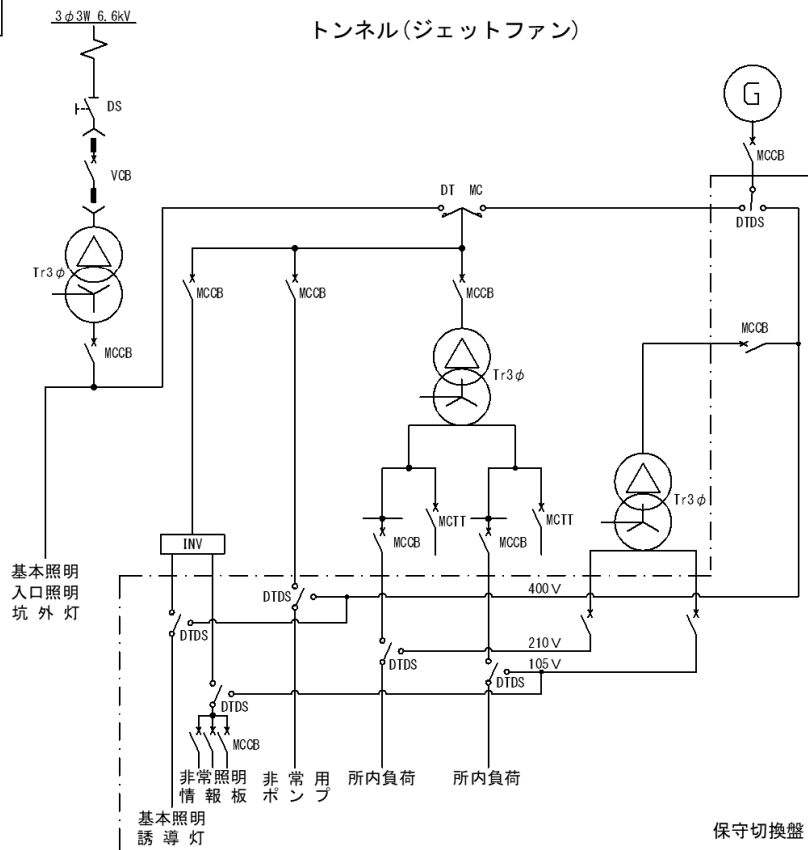 3φ3W 6.6kV
トンネル(ジェットファン)
DS
G
MCCB
VCB
DT MC
DTDS
Tr3φ
MCCB
MCCB
MCCB
MCCB
MCCB
Tr3φ
Tr3φ
MCTT
MCTT
MCCB
MCCB
INV
基本照明
入口照明
坑外灯
DTDS
400V
DTDS
210V
DTDS
105V
DTDS
DTDS
MCCB
非常照明
情報板
非常用
ポンプ
所内負荷
所内負荷
基本照明
誘導灯
保守切換盤